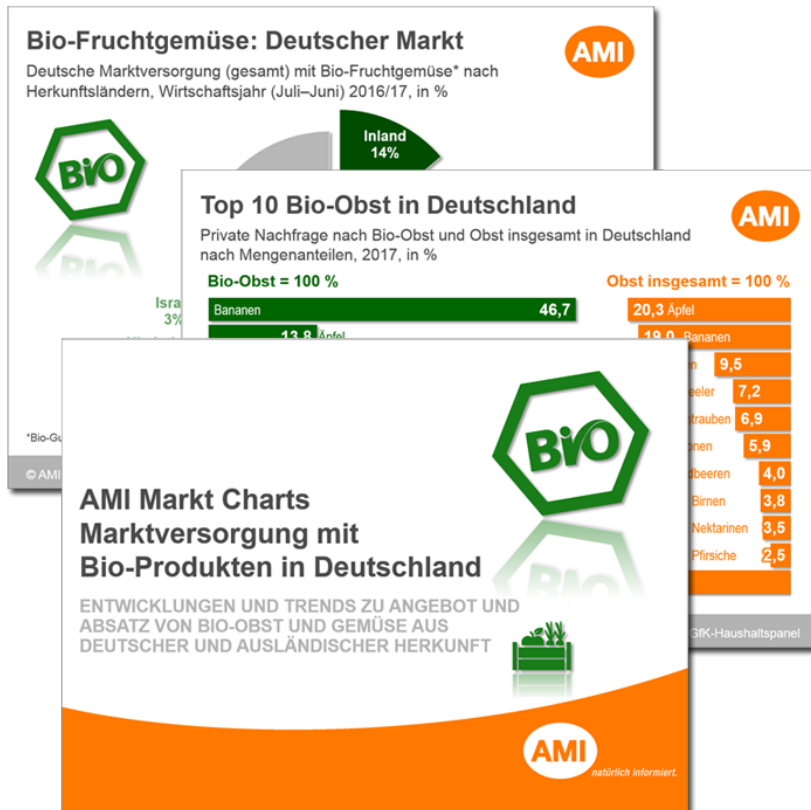 Bio-Fruchtgemüse: Deutscher Markt
AMI
Deutsche Marktversorgung (gesamt) mit Bio-Fruchtgemüse* nach
Herkunftsländern, Wirtschaftsjahr (Juli–Juni) 2016/17, in %
BIO
Inland
14%
3%
© AMI
Top 10 Bio-Obst in Deutschland
AMI
Private Nachfrage nach Bio-Obst und Obst insgesamt in Deutschland
nach Mengenanteilen, 2017, in %
Bio-Obst = 100 %
Obst insgesamt = 100 %
Bananen 46,7
20,3 Äpfel
13,8 Äpfel
19,0 Bananen
9,5
7,2
6,9
5,9
4,0
Birnen 3,8
Nektarinen 3,5
Pfirsiche 2,5
GfK-Haushaltspanel
BIO
AMI Markt Charts
Marktversorgung mit
Bio-Produkten in Deutschland
ENTWICKLUNGEN UND TRENDS ZU ANGEBOT UND
ABSATZ VON BIO-OBST UND GEMÜSE AUS
DEUTSCHER UND AUSLÄNDISCHER HERKUNFT
AMI
natürlich informiert.